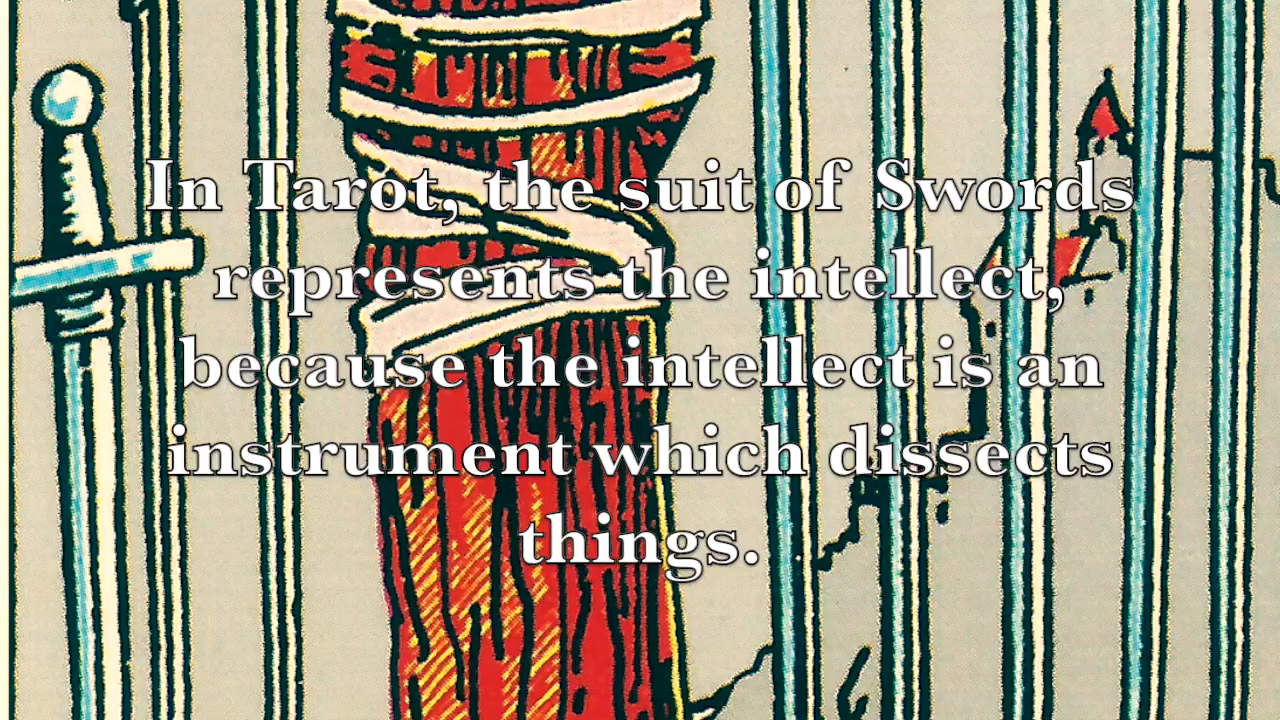 In Tarot, the suit of Swords
represents the intellect,
because the intellect is an
instrument which dissects
things.